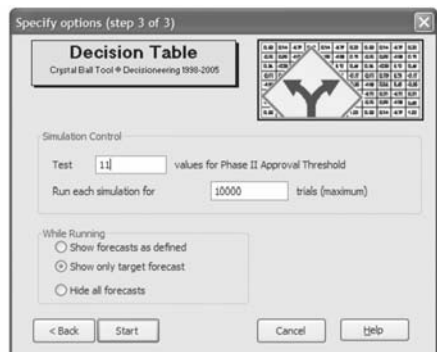 Specify options (step 3 of 3)
Decision Table
Crystal Ball Tool ® Decisioneering 1998-2005
Simulation Control
Test 11 values for Phase II Approval Threshold
Run each simulation for 10000 trials (maximum)
While Running
Show forecasts as defined
Show only target forecast
Hide all forecasts
< Back Start Cancel Help